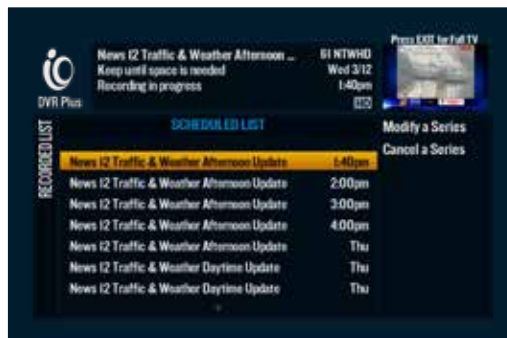 Press EXIT for Full TV
News 12 Traffic & Weather Afternoon ... 61 NTWHD
Keep until space is needed Wed 3/12
Recording in progress 1:40pm
HD
iO
DVR Plus
RECORDED LIST
SCHEDULED LIST
Modify a Series
Cancel a Series
News 12 Traffic & Weather Afternoon Update 1:40pm
News 12 Traffic & Weather Afternoon Update 2:00pm
News 12 Traffic & Weather Afternoon Update 3:00pm
News 12 Traffic & Weather Afternoon Update 4:00pm
News 12 Traffic & Weather Afternoon Update Thu
News 12 Traffic & Weather Daytime Update Thu
News 12 Traffic & Weather Daytime Update Thu